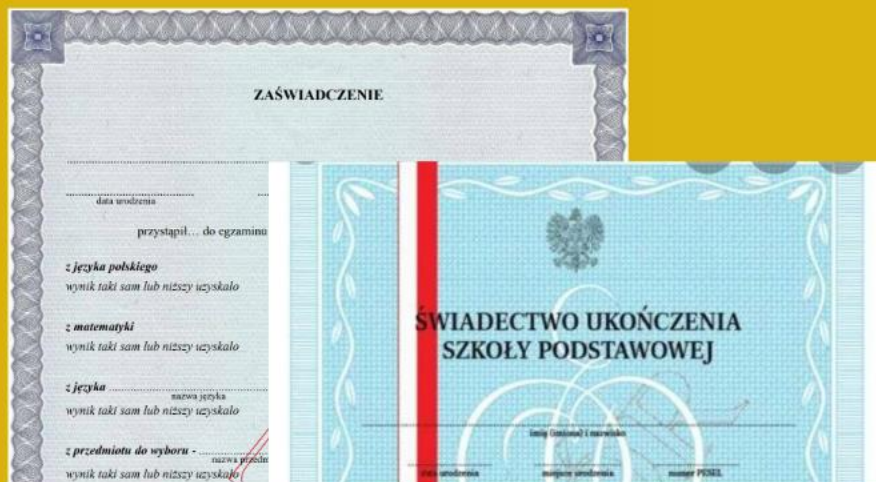 ZAŚWIADCZENIE
data urodzenia
przystąpił... do egzaminu
z języka polskiego
wynik taki sam lub niższy uzyskało
z matematyki
wynik taki sam lub niższy uzyskało
z języka
nazwa języka
wynik taki sam lub niższy uzyskało
z przedmiotu do wyboru -
nazwa przedm
wynik taki sam lub niższy uzyskało
ŚWIADECTWO UKOŃCZENIA
SZKOŁY PODSTAWOWEJ
imię (imiona) i nazwisko
data urodzenia miejsce urodzenia numer PESEL